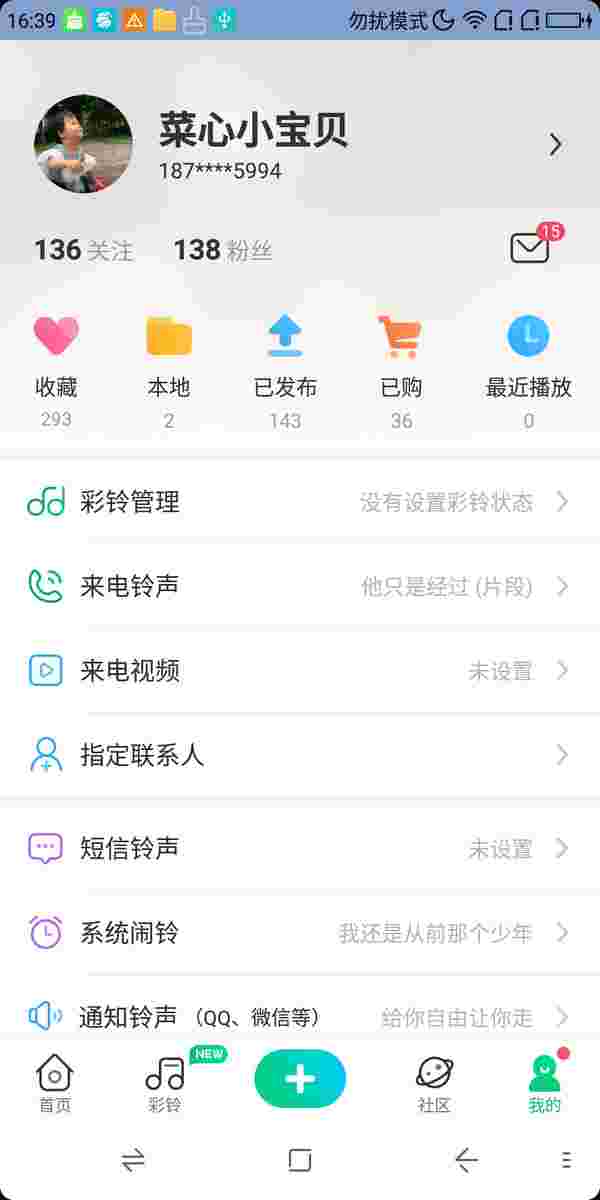 16:39 勿扰模式
菜心小宝贝
187****5994
136 关注 138 粉丝 15
收藏 本地 已发布 已购 最近播放
293 2 143 36 0
彩铃管理 没有设置彩铃状态
来电铃声 他只是经过 (片段)
来电视频 未设置
指定联系人
短信铃声 未设置
系统闹铃 我还是从前那个少年
通知铃声 （QQ、微信等） 给你自由让你走
NEW
首页 彩铃 社区 我的